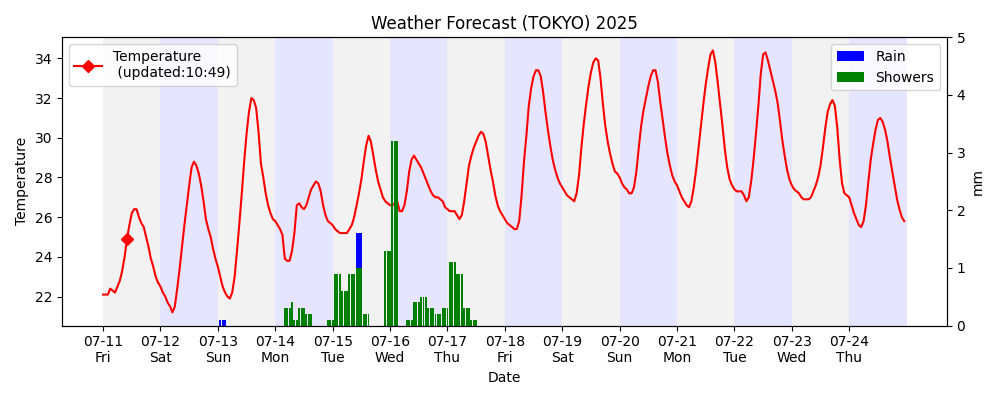 Weather Forecast (TOKYO) 2025
Temperature
(updated:10:49)
Rain
Showers
Temperature
34
32
30
28
26
24
22
5
4
3
2
1
0
mm
07-11 07-12 07-13 07-14 07-15 07-16 07-17 07-18 07-19 07-20 07-21 07-22 07-23 07-24
Fri Sat Sun Mon Tue Wed Thu Fri Sat Sun Mon Tue Wed Thu
Date